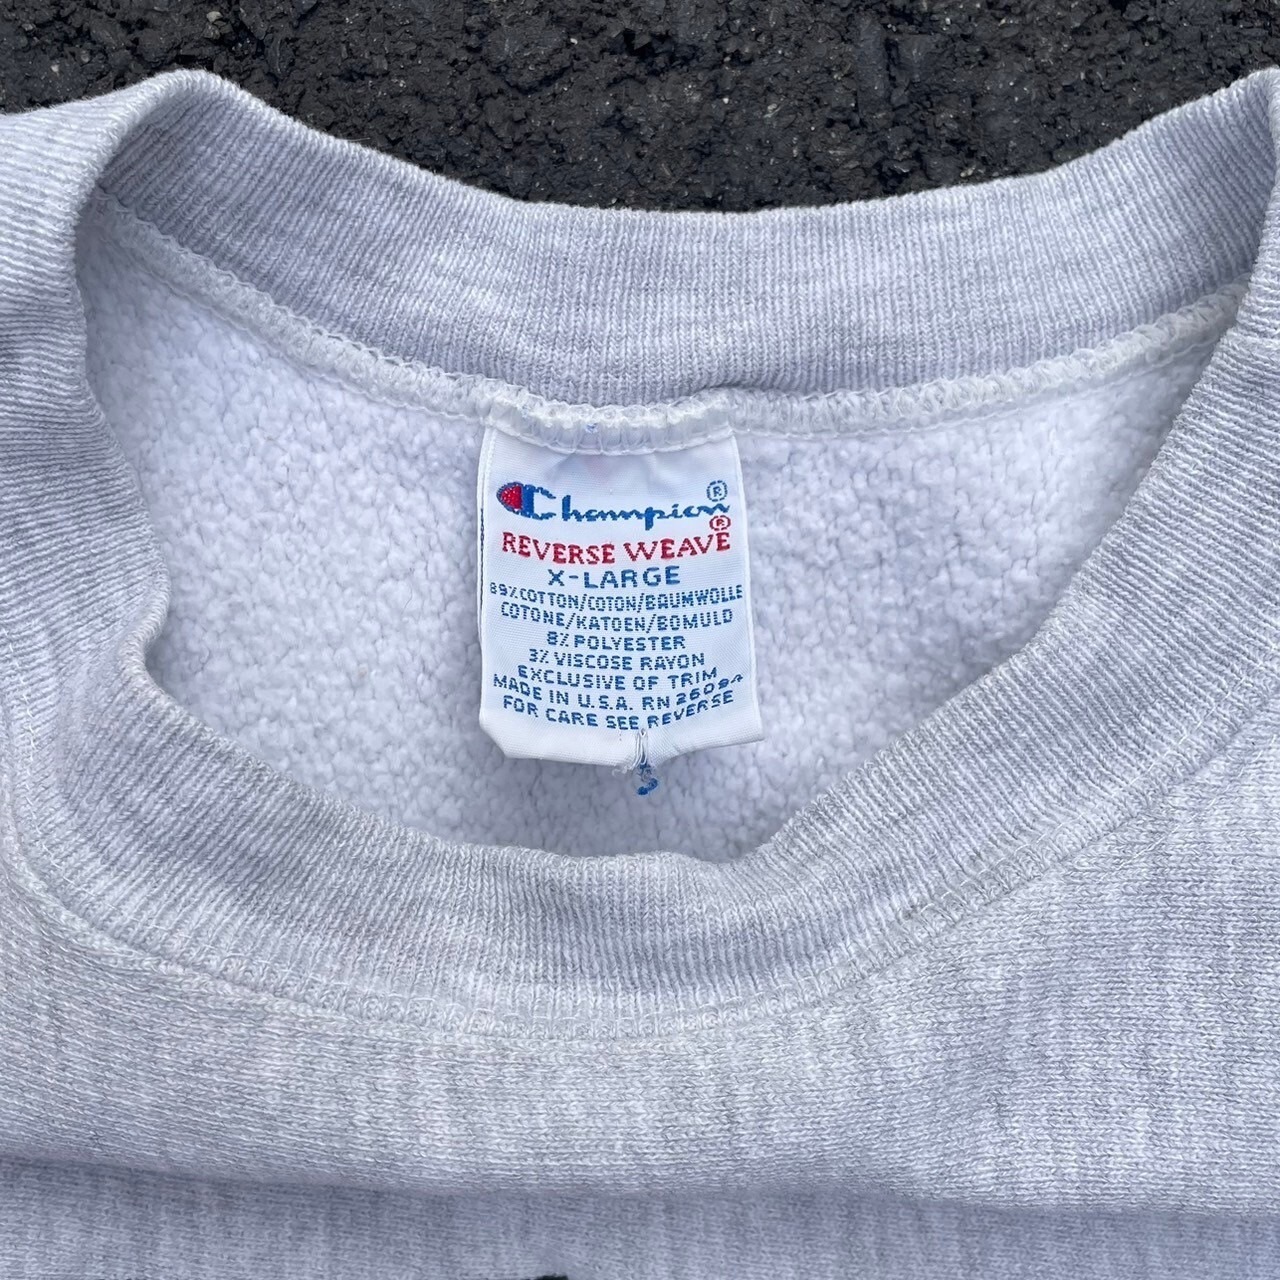 Champion®
REVERSE WEAVE®
X-LARGE
89% COTTON/COTON/BAUMWOLLE
COTONE/KATOEN/BOMULD
8% POLYESTER
3% VISCOSE RAYON
EXCLUSIVE OF TRIM
MADE IN U.S.A. RN 26094
FOR CARE SEE REVERSE
S